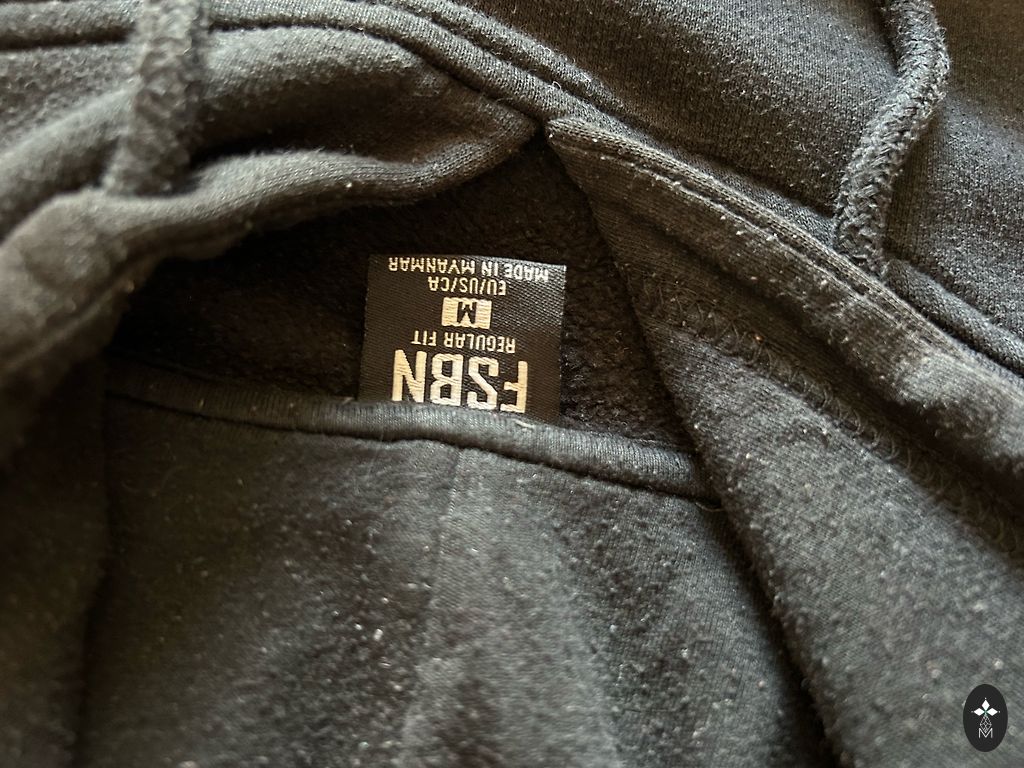 FSBN
REGULAR FIT
M
EU/US/CA
MADE IN MYANMAR
M